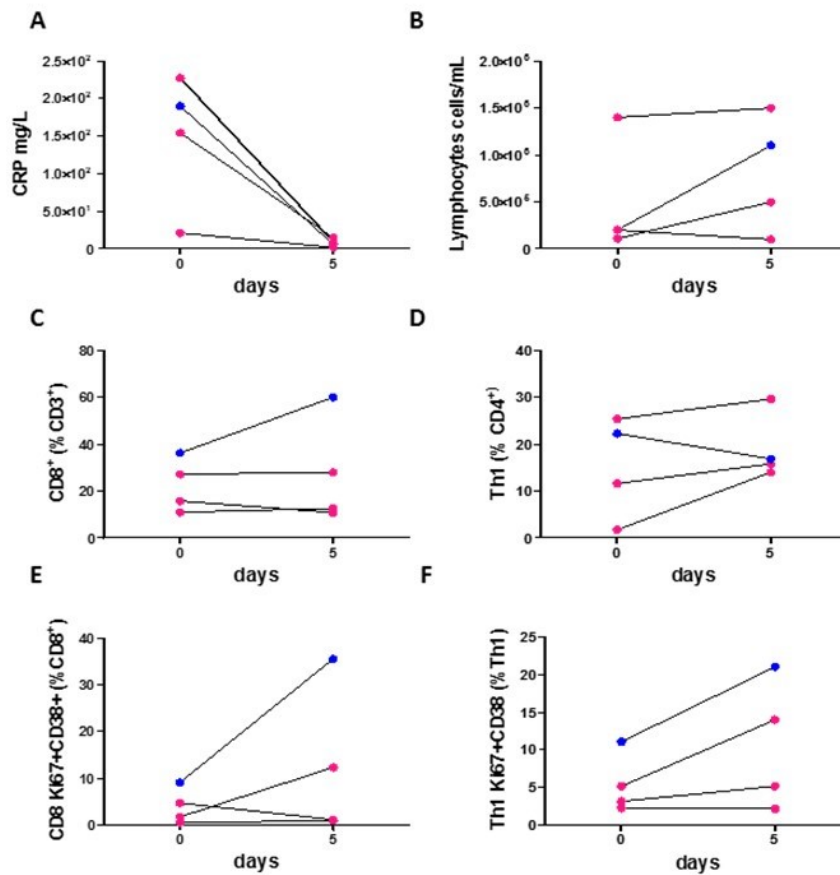 A
CRP mg/L
2.5×10²
2.0×10²
1.5×10²
1.0×10²
5.0×10¹
0
0
5
days
B
Lymphocytes cells/mL
2.0×10⁶
1.5×10⁶
1.0×10⁶
5.0×10⁵
0
0
5
days
C
CD8⁺ (% CD3⁺)
80
60
40
20
0
0
5
days
D
Th1 (% CD4⁺)
40
30
20
10
0
0
5
days
E
CD8 Ki67+CD38+ (% CD8⁺)
40
30
20
10
0
0
5
days
F
Th1 Ki67+CD38 (% Th1)
25
20
15
10
5
0
0
5
days